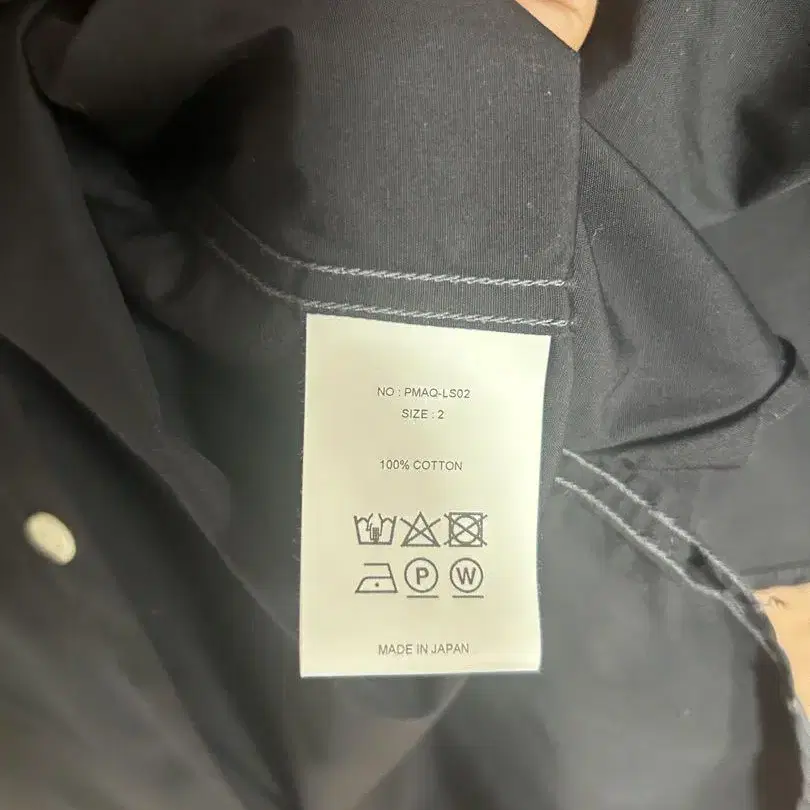 NO : PMAQ-LS02
SIZE : 2
100% COTTON
P W
MADE IN JAPAN